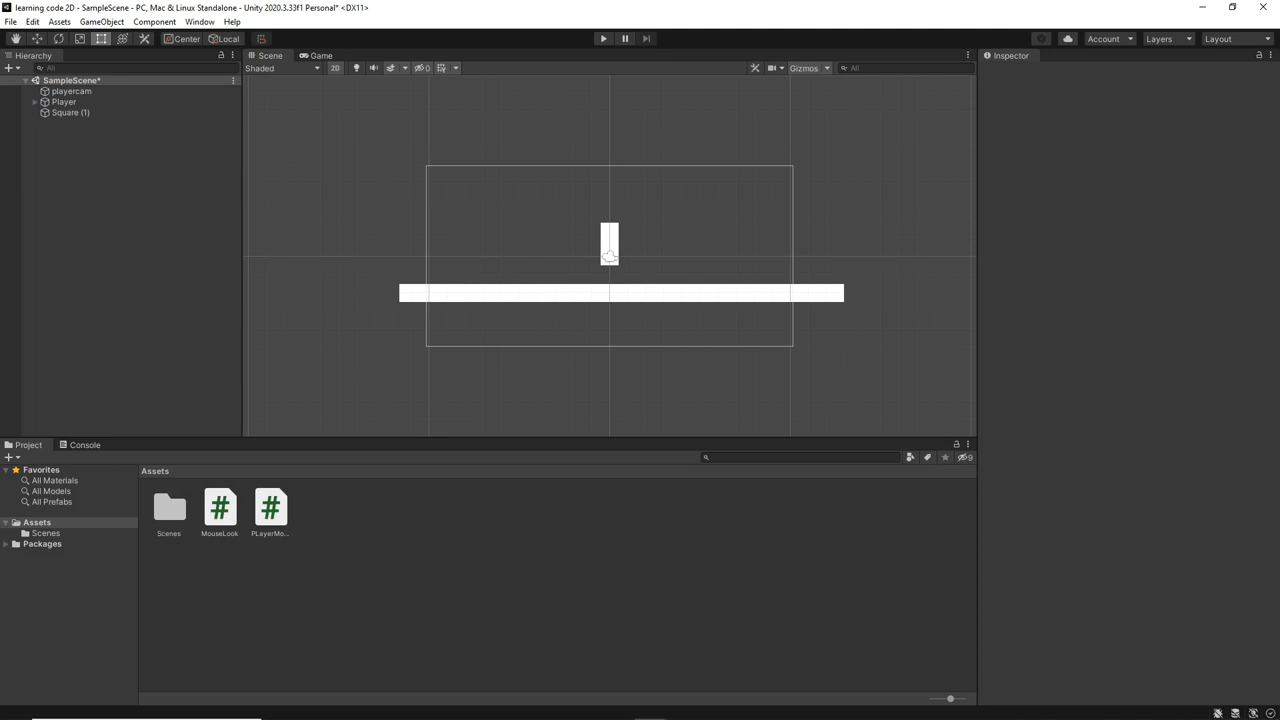 learning code 2D - SampleScene - PC, Mac & Linux Standalone - Unity 2020.3.33f1 Personal* <DX11>
File Edit Assets GameObject Component Window Help
Center Local Account Layers Layout
Hierarchy Scene Game Inspector
All Shaded 2D 0 Gizmos All
SampleScene*
playercam
Player
Square (1)
Project Console
9
Favorites Assets
All Materials
All Models
All Prefabs
Assets
Scenes
Packages
Scenes MouseLook PLayerMo...